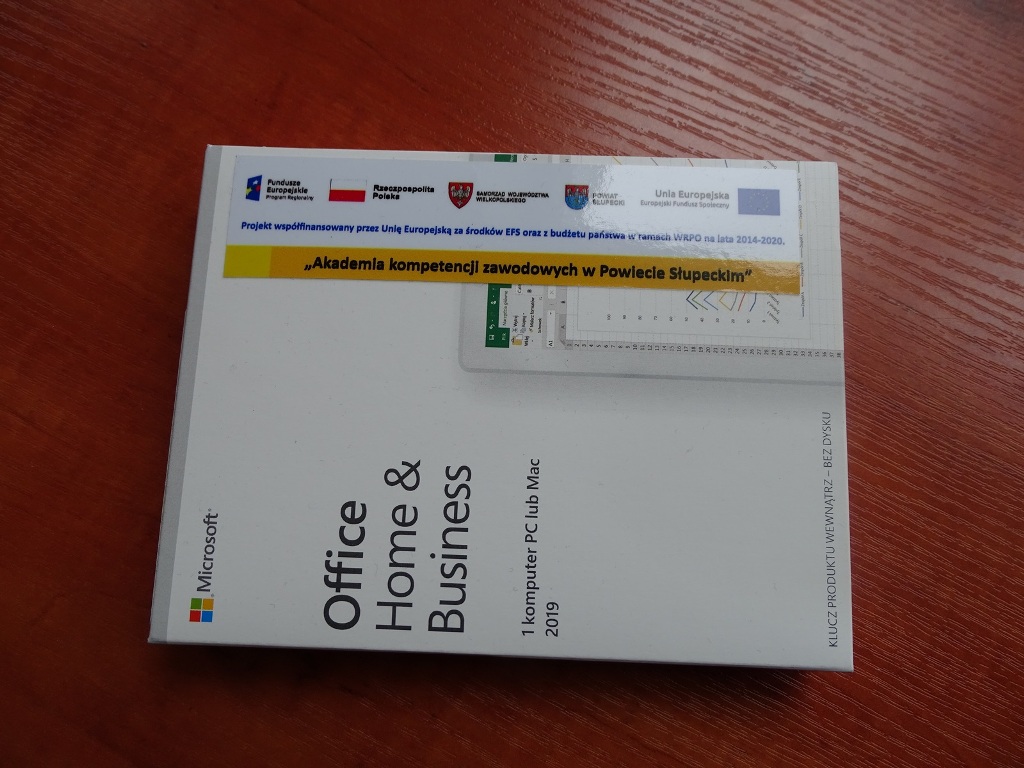 Fundusze
Europejskie
Program Regionalny
Rzeczpospolita
Polska
SAMORZĄD WOJEWÓDZTWA
WIELKOPOLSKIEGO
POWIAT
SŁUPECKI
Unia Europejska
Europejski Fundusz Społeczny
Projekt współfinansowany przez Unię Europejską za środków EFS oraz z budżetu państwa w ramach WRPO na lata 2014-2020.
„Akademia kompetencji zawodowych w Powiecie Słupeckim”
Microsoft
Office
Home &
Business
1 komputer PC lub Mac
2019
KLUCZ PRODUKTU WEWNĄTRZ – BEZ DYSKU